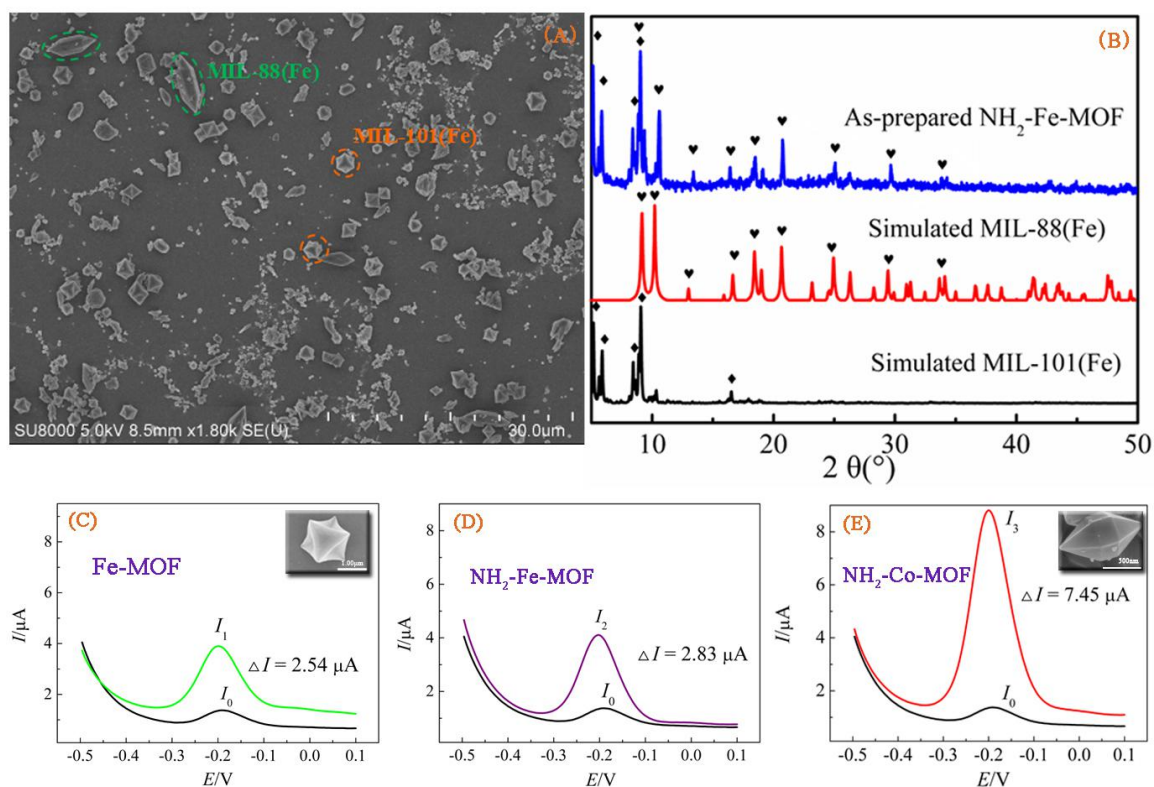 (A)
MIL-88(Fe)
MIL-101(Fe)
SU8000 5.0kV 8.5mm x1.80k SE(U)
30.0um
(B)
As-prepared NH₂-Fe-MOF
Simulated MIL-88(Fe)
Simulated MIL-101(Fe)
10 20 30 40 50
2 θ(°)
(C)
Fe-MOF
1.00μm
I₁
△ I = 2.54 μA
I₀
I/μA
8
6
4
2
-0.5 -0.4 -0.3 -0.2 -0.1 0.0 0.1
E/V
(D)
NH₂-Fe-MOF
I₂
△ I = 2.83 μA
I₀
I/μA
8
6
4
2
-0.5 -0.4 -0.3 -0.2 -0.1 0.0 0.1
E/V
(E)
NH₂-Co-MOF
500nm
I₃
△ I = 7.45 μA
I₀
I/μA
8
6
4
2
-0.5 -0.4 -0.3 -0.2 -0.1 0.0 0.1
E/V